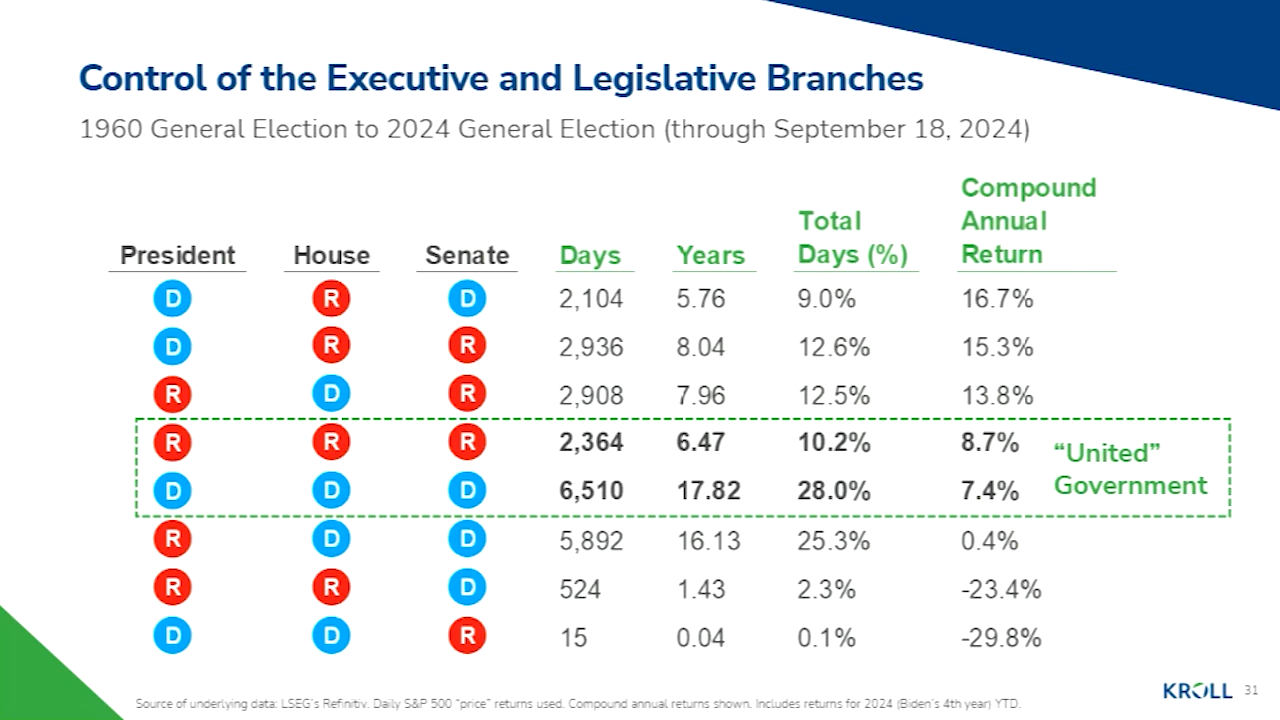 Control of the Executive and Legislative Branches
1960 General Election to 2024 General Election (through September 18, 2024)
President House Senate Days Years Total Days (%) Compound Annual Return
D R D 2,104 5.76 9.0% 16.7%
D R R 2,936 8.04 12.6% 15.3%
R D R 2,908 7.96 12.5% 13.8%
R R R 2,364 6.47 10.2% 8.7%
D D D 6,510 17.82 28.0% 7.4%
“United”
Government
R D D 5,892 16.13 25.3% 0.4%
R R D 524 1.43 2.3% -23.4%
D D R 15 0.04 0.1% -29.8%
Source of underlying data: LSEG's Refinitiv. Daily S&P 500 "price" returns used. Compound annual returns shown. Includes returns for 2024 (Biden's 4th year) YTD.
KROLL 31